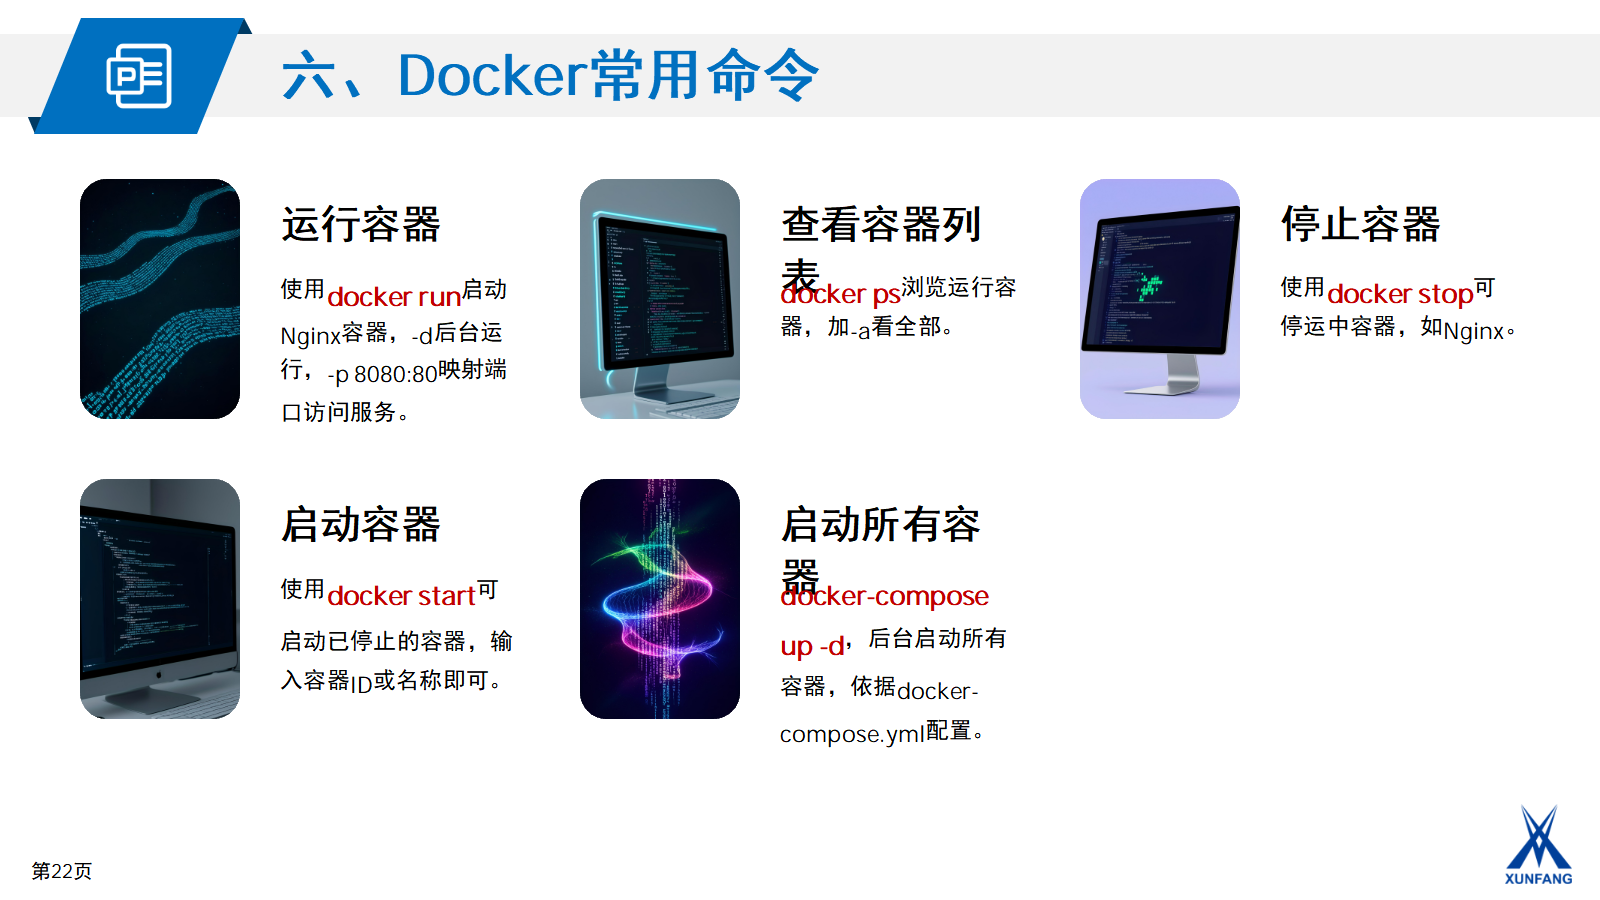 六、Docker常用命令
运行容器
使用docker run启动
Nginx容器，-d后台运
行，-p 8080:80映射端
口访问服务。
查看容器列
表
docker ps浏览运行容
器，加-a看全部。
停止容器
使用docker stop可
停运中容器，如Nginx。
启动容器
使用docker start可
启动已停止的容器，输
入容器ID或名称即可。
启动所有容
器
docker-compose
up -d，后台启动所有
容器，依据docker-
compose.yml配置。
第22页
XUNFANG